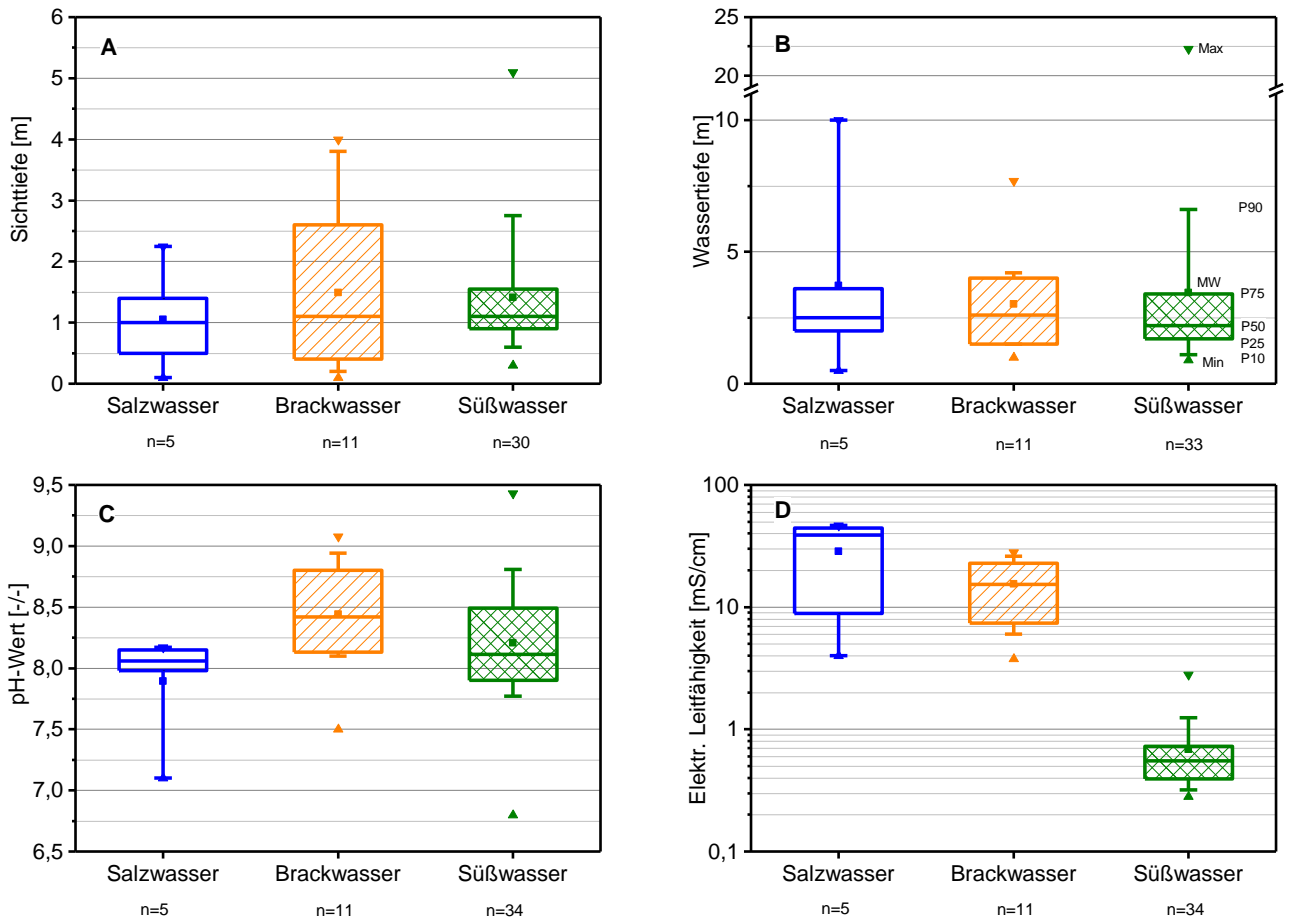 A
Sichttiefe [m]
6
5
4
3
2
1
0
Salzwasser Brackwasser Süßwasser
n=5 n=11 n=30
B
Wassertiefe [m]
25
20
10
5
0
Max
P90
MW
P75
P50
P25
P10
Min
Salzwasser Brackwasser Süßwasser
n=5 n=11 n=33
C
pH-Wert [-/-]
9,5
9,0
8,5
8,0
7,5
7,0
6,5
Salzwasser Brackwasser Süßwasser
n=5 n=11 n=34
D
Elektr. Leitfähigkeit [mS/cm]
100
10
1
0,1
Salzwasser Brackwasser Süßwasser
n=5 n=11 n=34